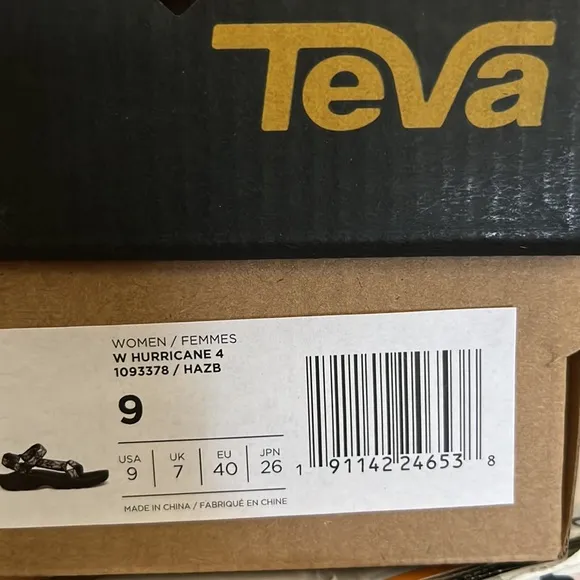 Teva
WOMEN / FEMMES
W HURRICANE 4
1093378 / HAZB
9
USA UK EU JPN
9 7 40 26
MADE IN CHINA / FABRIQUÉ EN CHINE
1 91142 24653 8